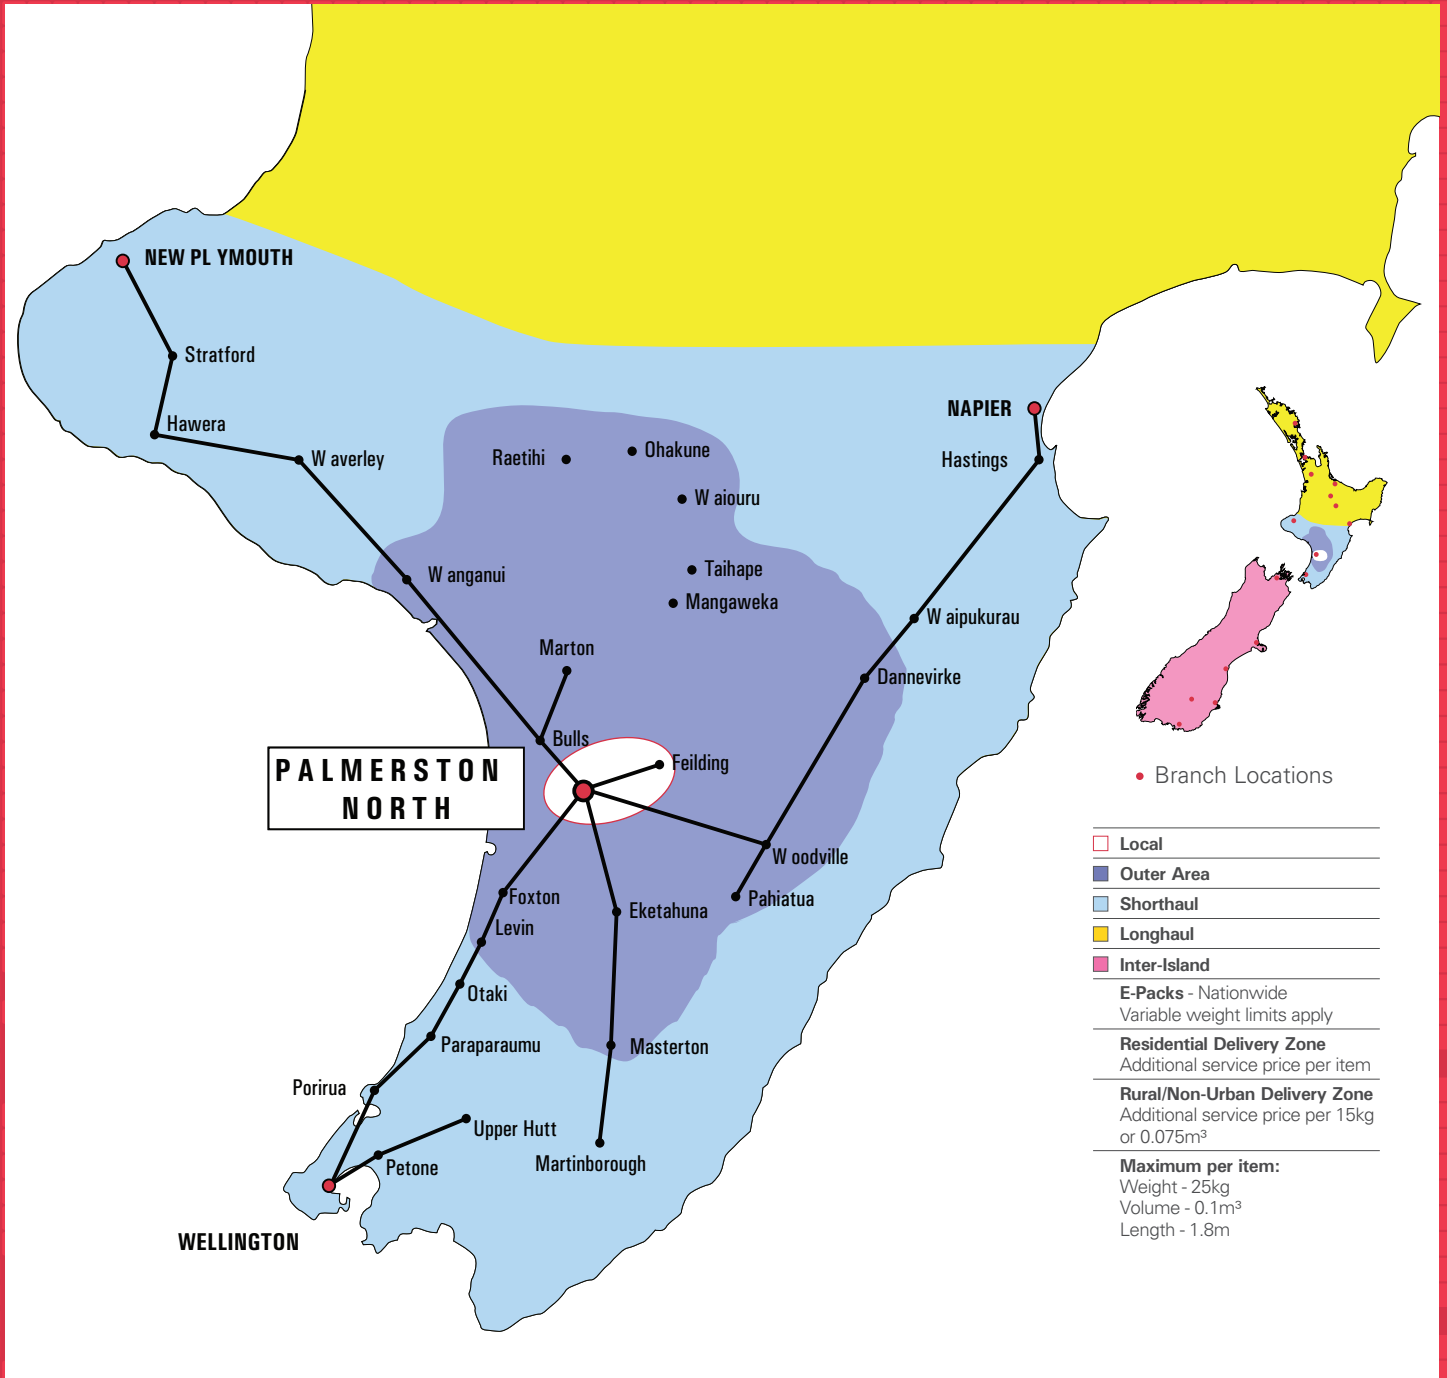 NEW PL YMOUTH
Stratford
Hawera
W averley
Raetihi
Ohakune
W aiouru
NAPIER
Hastings
W anganui
Taihape
Mangaweka
W aipukurau
Marton
Dannevirke
Bulls
Feilding
PALMERSTON
NORTH
W oodville
Pahiatua
Foxton
Eketahuna
Levin
Otaki
Paraparaumu
Masterton
Porirua
Upper Hutt
Petone
Martinborough
WELLINGTON
Branch Locations
Local
Outer Area
Shorthaul
Longhaul
Inter-Island
E-Packs - Nationwide
Variable weight limits apply
Residential Delivery Zone
Additional service price per item
Rural/Non-Urban Delivery Zone
Additional service price per 15kg
or 0.075m³
Maximum per item:
Weight - 25kg
Volume - 0.1m³
Length - 1.8m